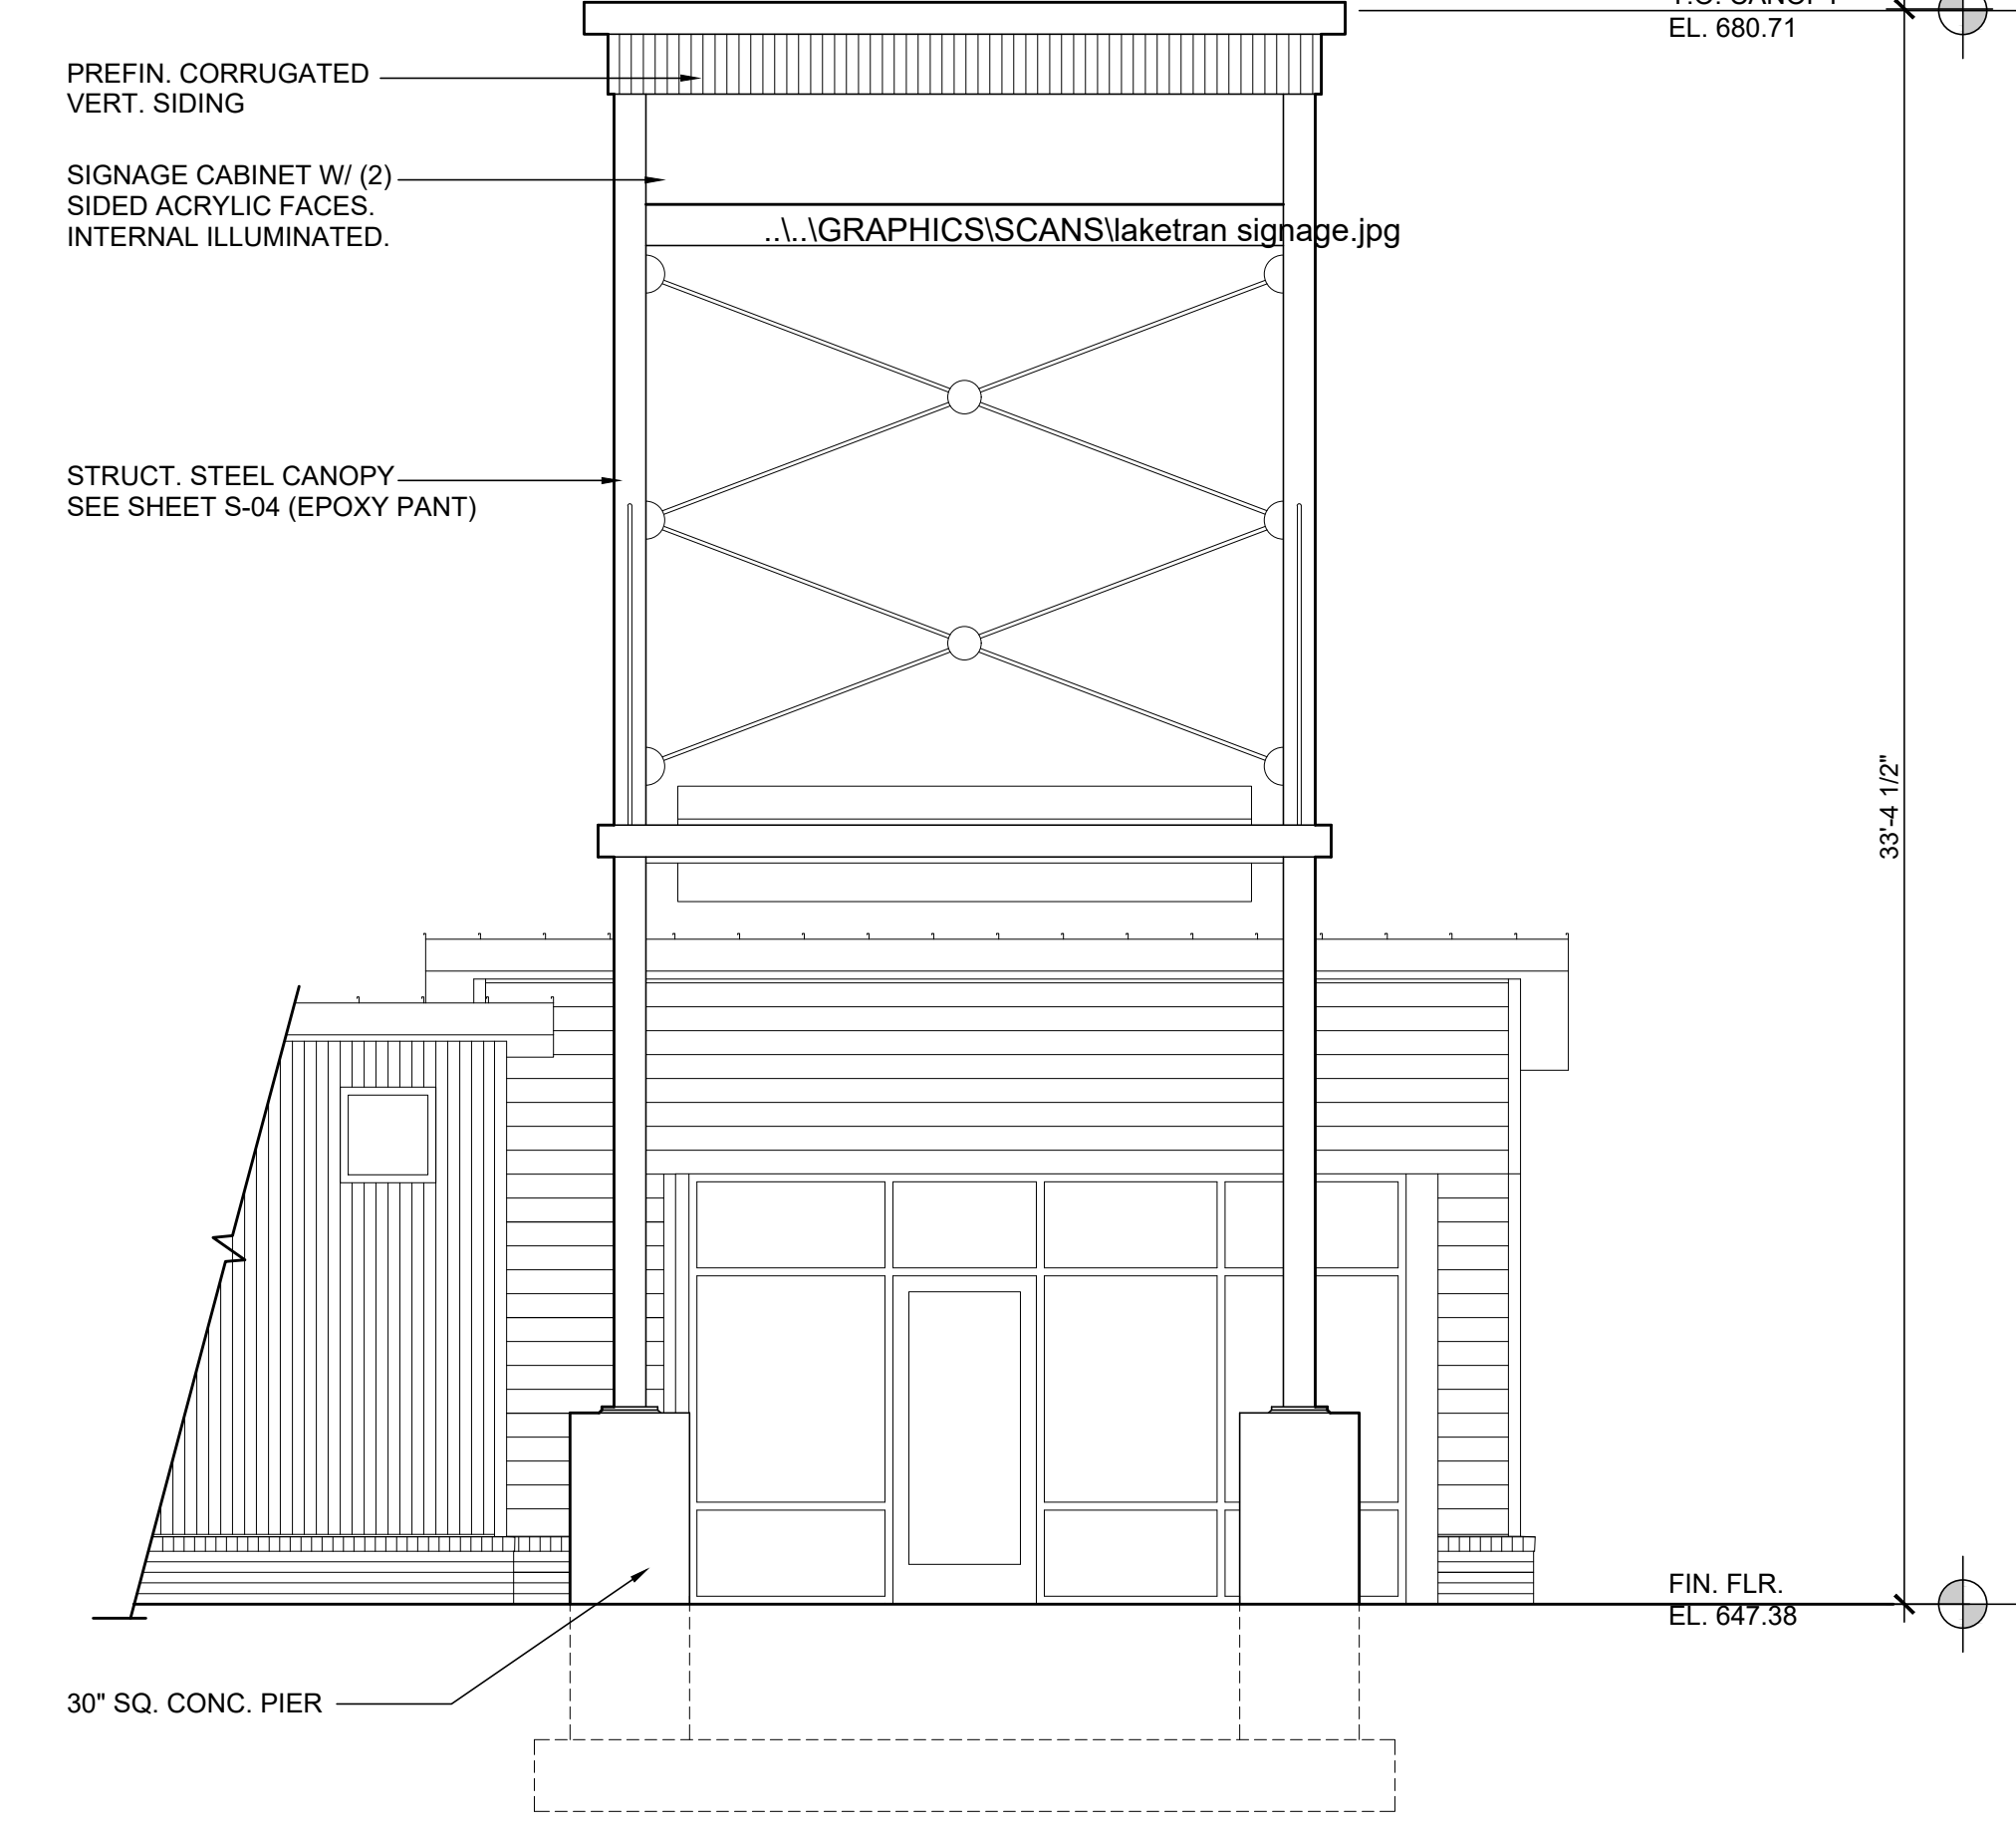 EL. 680.71
PREFIN. CORRUGATED
VERT. SIDING
SIGNAGE CABINET W/ (2)
SIDED ACRYLIC FACES.
INTERNAL ILLUMINATED.
..\..\GRAPHICS\SCANS\laketran signage.jpg
STRUCT. STEEL CANOPY
SEE SHEET S-04 (EPOXY PANT)
33'-4 1/2"
FIN. FLR.
EL. 647.38
30" SQ. CONC. PIER